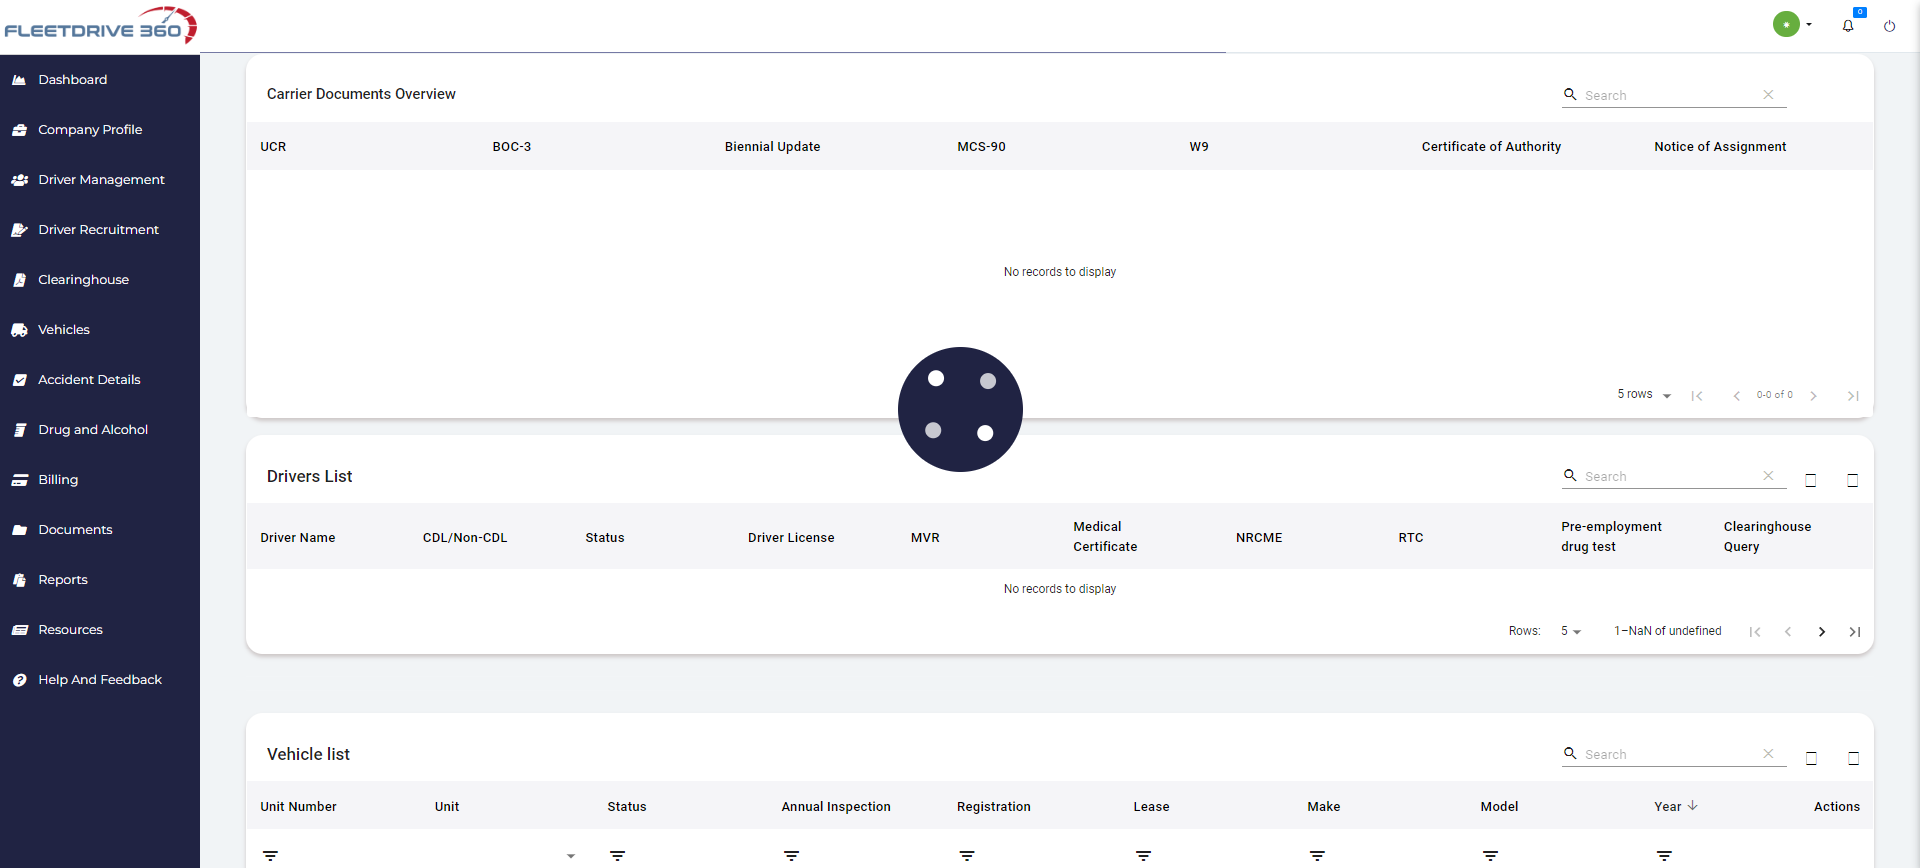 FLEETDRIVE 360
0
Dashboard
Company Profile
Driver Management
Driver Recruitment
Clearinghouse
Vehicles
Accident Details
Drug and Alcohol
Billing
Documents
Reports
Resources
Help And Feedback
Carrier Documents Overview
Search
UCR BOC-3 Biennial Update MCS-90 W9 Certificate of Authority Notice of Assignment
No records to display
5 rows 0-0 of 0
Drivers List
Search
Driver Name CDL/Non-CDL Status Driver License MVR Medical Certificate NRCME RTC Pre-employment drug test Clearinghouse Query
No records to display
Rows: 5 1–NaN of undefined
Vehicle list
Search
Unit Number Unit Status Annual Inspection Registration Lease Make Model Year Actions